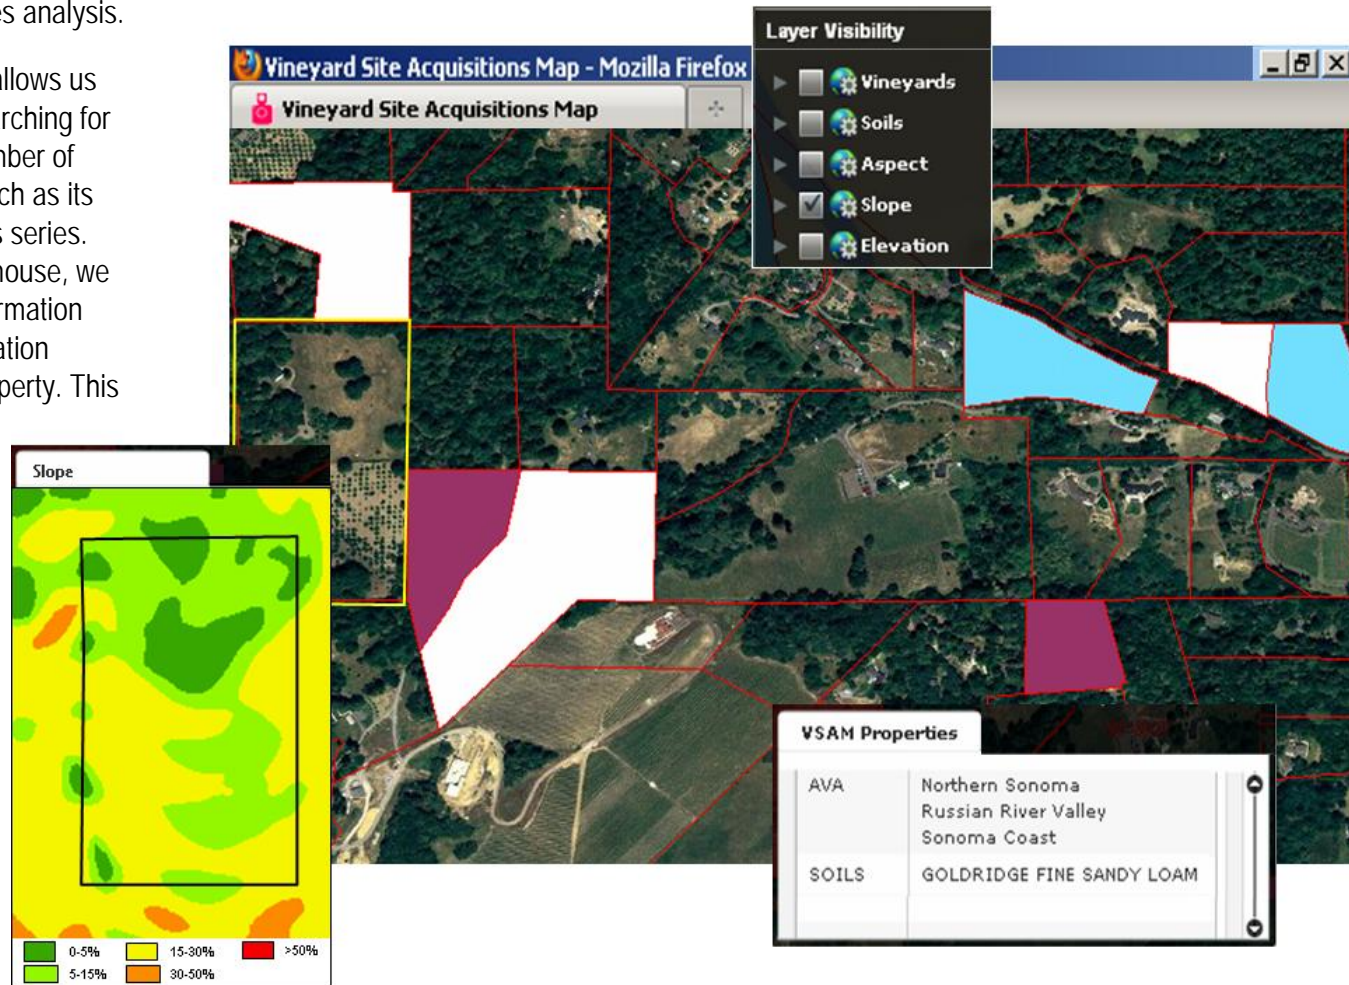 es analysis.
allows us
rching for
nber of
ch as its
s series.
house, we
ormation
ation
operty. This
Layer Visibility
Vineyards
Soils
Aspect
Slope
Elevation
Vineyard Site Acquisitions Map - Mozilla Firefox
Vineyard Site Acquisitions Map
Slope
0-5% 15-30% >50%
5-15% 30-50%
VSAM Properties
AVA Northern Sonoma
Russian River Valley
Sonoma Coast
SOILS GOLDRIDGE FINE SANDY LOAM